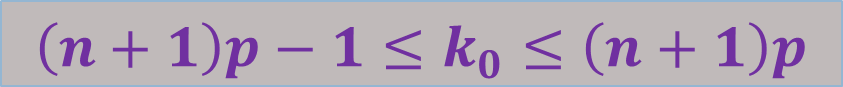 (n + 1)p − 1 ≤ k₀ ≤ (n + 1)p